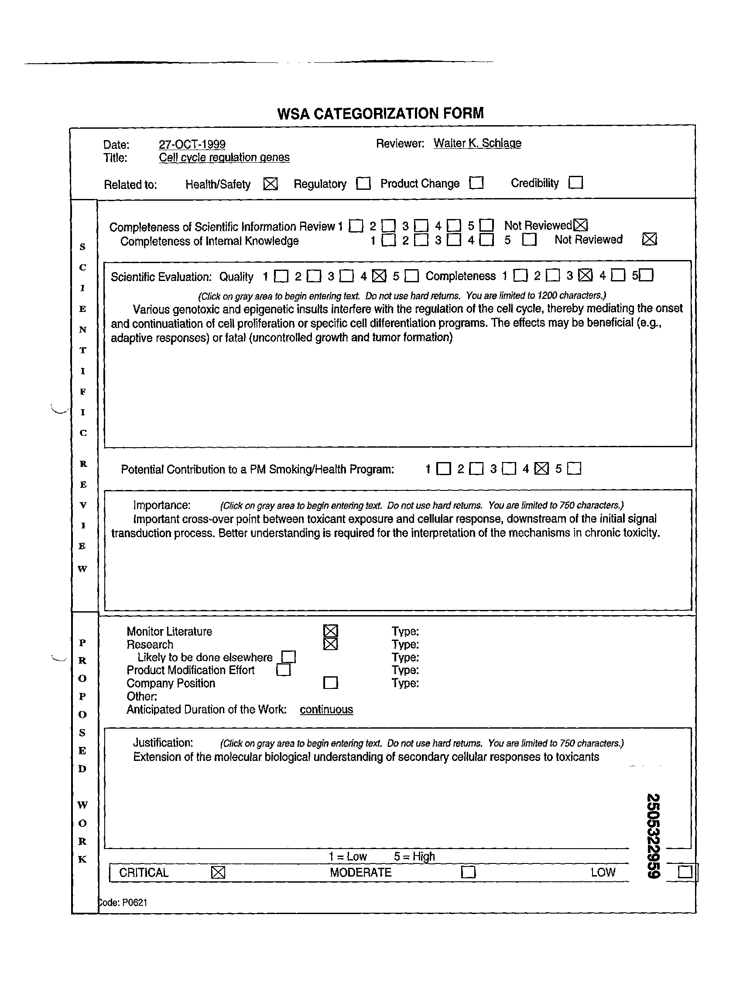 WSA CATEGORIZATION FORM
Date: 27-OCT-1999 Reviewer: Walter K. Schlage
Title: Cell cycle regulation genes
Related to: Health/Safety ☒ Regulatory ☐ Product Change ☐ Credibility ☐
SCIENTIFIC REVIEW
Completeness of Scientific Information Review 1 ☐ 2 ☐ 3 ☐ 4 ☐ 5 ☐ Not Reviewed ☒
Completeness of Internal Knowledge 1 ☐ 2 ☐ 3 ☐ 4 ☐ 5 ☐ Not Reviewed ☒
Scientific Evaluation: Quality 1 ☐ 2 ☐ 3 ☐ 4 ☒ 5 ☐ Completeness 1 ☐ 2 ☐ 3 ☒ 4 ☐ 5 ☐
(Click on gray area to begin entering text. Do not use hard returns. You are limited to 1200 characters.)
Various genotoxic and epigenetic insults interfere with the regulation of the cell cycle, thereby mediating the onset
and continuatiation of cell proliferation or specific cell differentiation programs. The effects may be beneficial (e.g.,
adaptive responses) or fatal (uncontrolled growth and tumor formation)
Potential Contribution to a PM Smoking/Health Program: 1 ☐ 2 ☐ 3 ☐ 4 ☒ 5 ☐
Importance: (Click on gray area to begin entering text. Do not use hard returns. You are limited to 750 characters.)
Important cross-over point between toxicant exposure and cellular response, downstream of the initial signal
transduction process. Better understanding is required for the interpretation of the mechanisms in chronic toxicity.
PROPOSED WORK
Monitor Literature ☒ Type:
Research ☒ Type:
Likely to be done elsewhere ☐ Type:
Product Modification Effort ☐ Type:
Company Position ☐ Type:
Other:
Anticipated Duration of the Work: continuous
Justification: (Click on gray area to begin entering text. Do not use hard returns. You are limited to 750 characters.)
Extension of the molecular biological understanding of secondary cellular responses to toxicants
2505322959
1 = Low 5 = High
CRITICAL ☒ MODERATE ☐ LOW ☐
Code: P0621